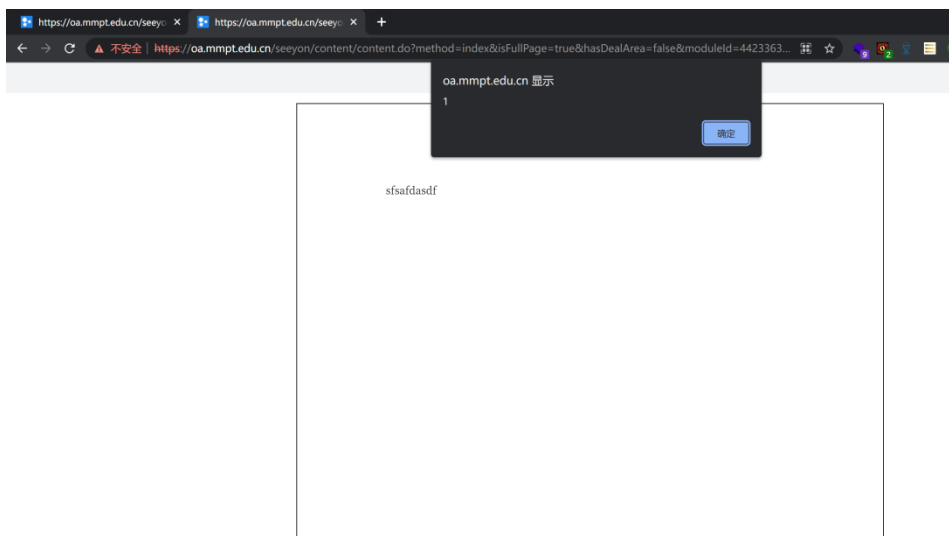 https://oa.mmpt.edu.cn/seeyo
https://oa.mmpt.edu.cn/seeyo
不安全 | https://oa.mmpt.edu.cn/seeyon/content/content.do?method=index&isFullPage=true&hasDealArea=false&moduleId=4423363...
9
2
oa.mmpt.edu.cn 显示
1
确定
sfsafdasdf